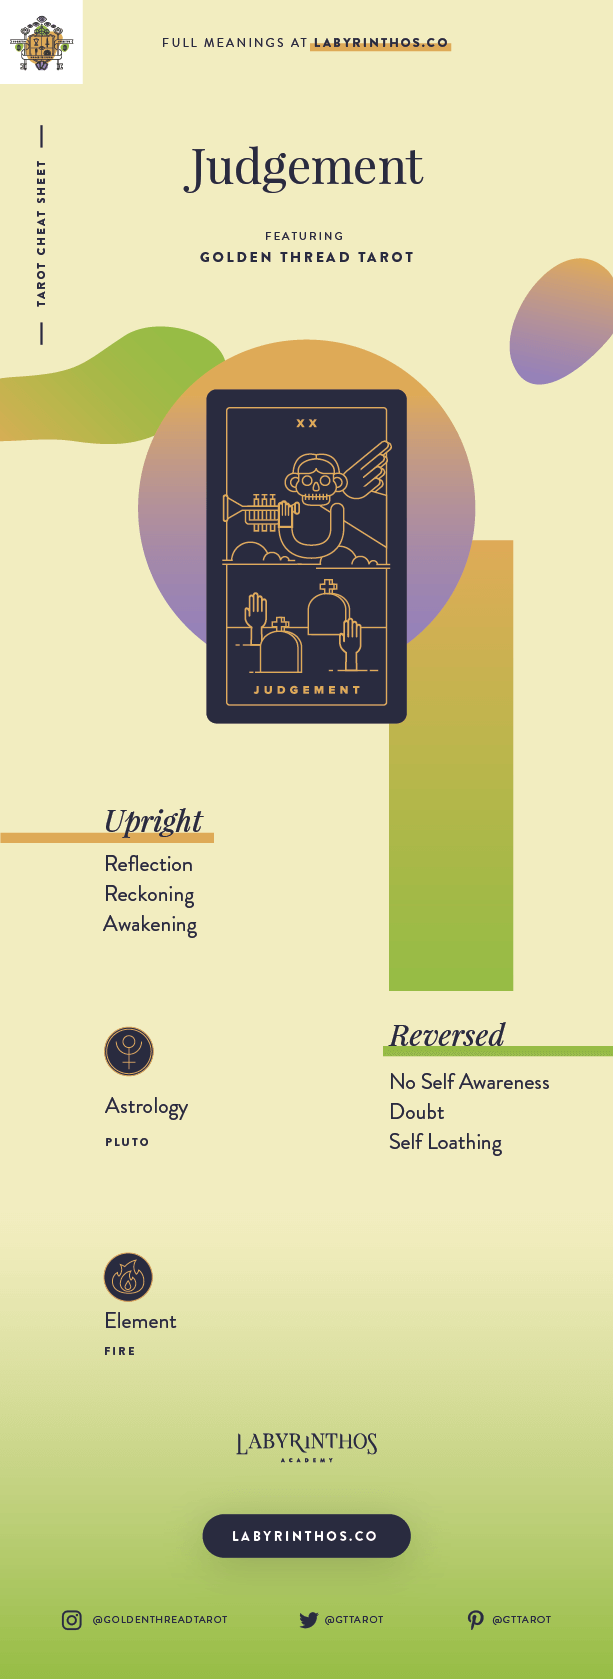 FULL MEANINGS AT LABYRINTHOS.CO
TAROT CHEAT SHEET
Judgement
FEATURING
GOLDEN THREAD TAROT
XX
JUDGEMENT
Upright
Reflection
Reckoning
Awakening
Reversed
No Self Awareness
Doubt
Self Loathing
Astrology
PLUTO
Element
FIRE
LABYRINTHOS
ACADEMY
LABYRINTHOS.CO
@GOLDENTHREADTAROT
@GTTAROT
@GTTAROT